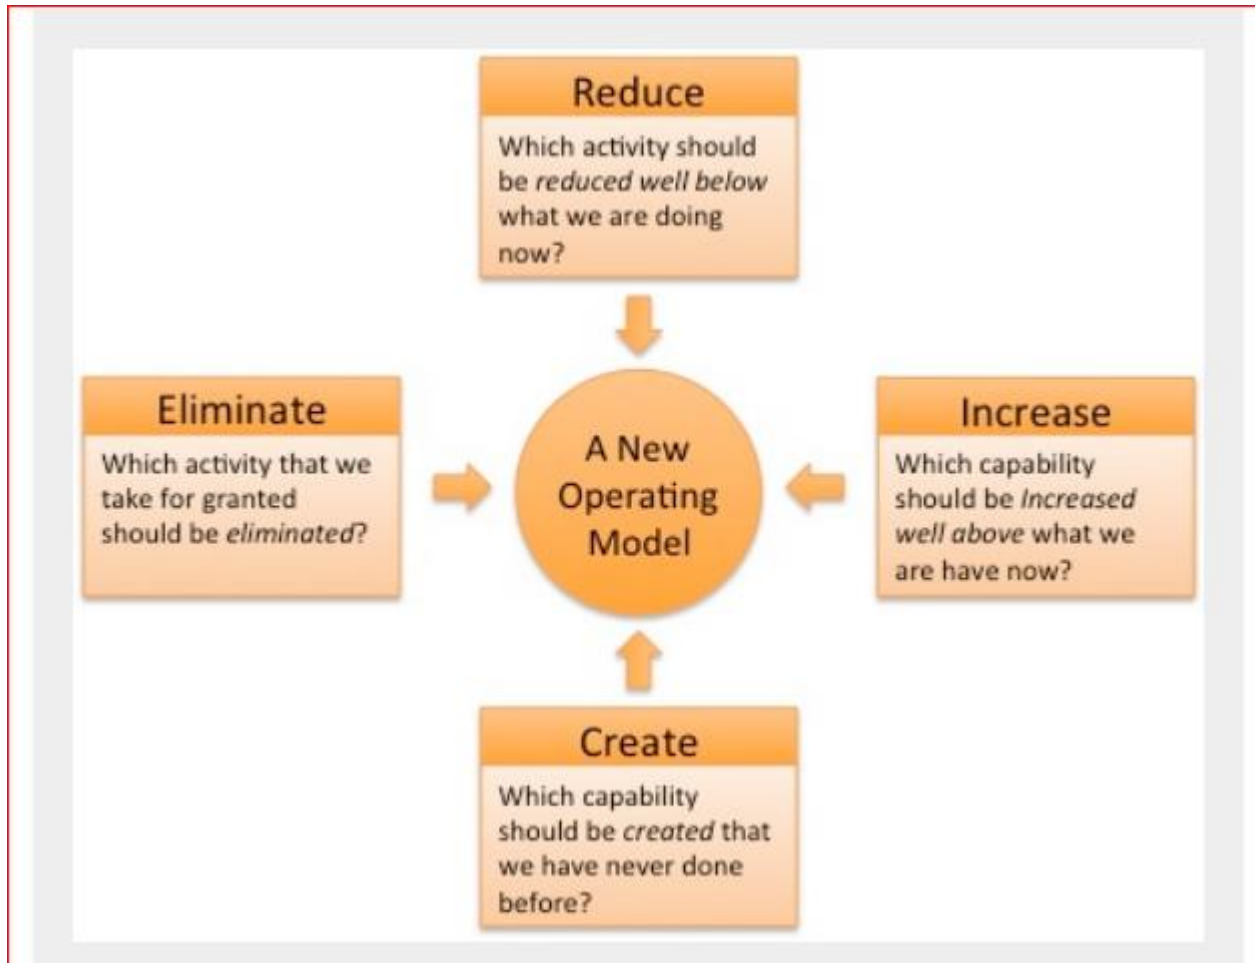 Reduce
Which activity should
be reduced well below
what we are doing
now?
Eliminate
Which activity that we
take for granted
should be eliminated?
A New
Operating
Model
Increase
Which capability
should be Increased
well above what we
are have now?
Create
Which capability
should be created that
we have never done
before?